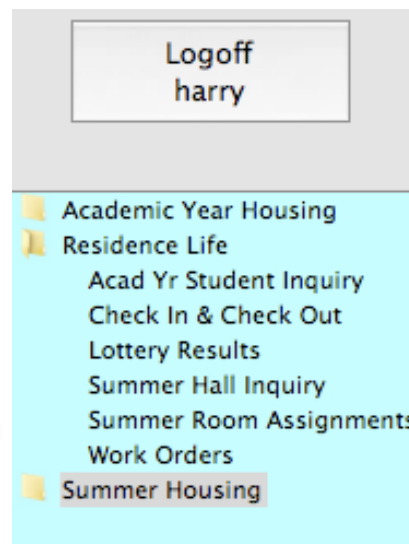 Logoff
harry
Academic Year Housing
Residence Life
Acad Yr Student Inquiry
Check In & Check Out
Lottery Results
Summer Hall Inquiry
Summer Room Assignments
Work Orders
Summer Housing